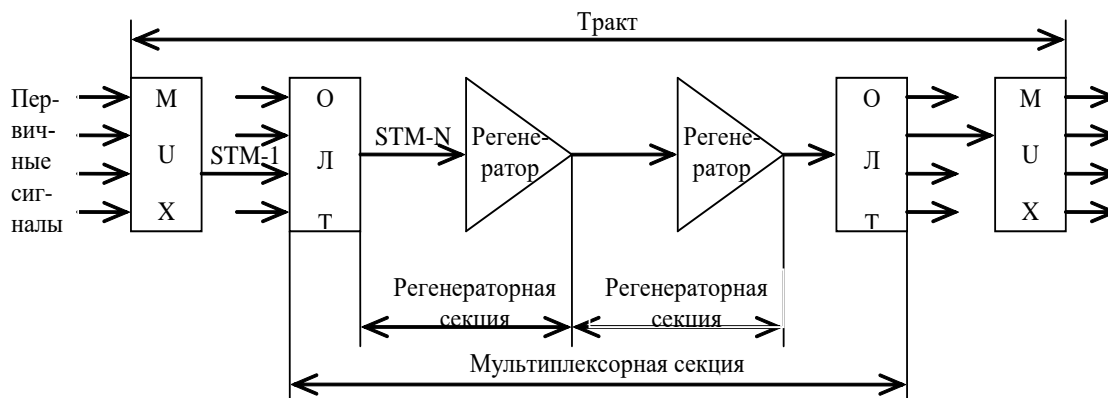 Тракт
Пер-
вич-
ные
сиг-
налы
M
U
X
STM-1
О
Л
Т
STM-N
Регене-
ратор
Регене-
ратор
О
Л
Т
M
U
X
Регенераторная
секция
Регенераторная
секция
Мультиплексорная секция